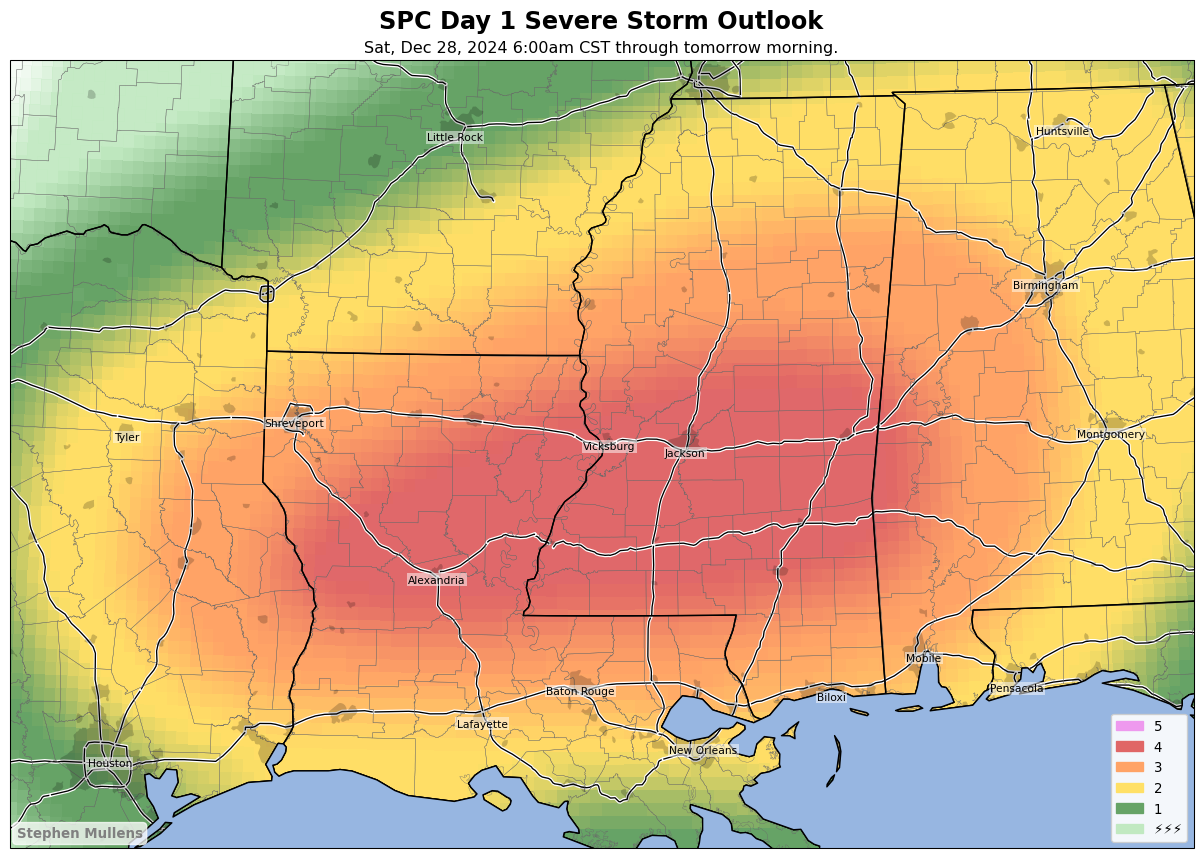 SPC Day 1 Severe Storm Outlook
Sat, Dec 28, 2024 6:00am CST through tomorrow morning.
Little Rock
Huntsville
Birmingham
Shreveport
Tyler
Vicksburg
Jackson
Montgomery
Alexandria
Mobile
Baton Rouge
Pensacola
Biloxi
Lafayette
New Orleans
Houston
5
4
3
2
1
⚡⚡⚡
Stephen Mullens